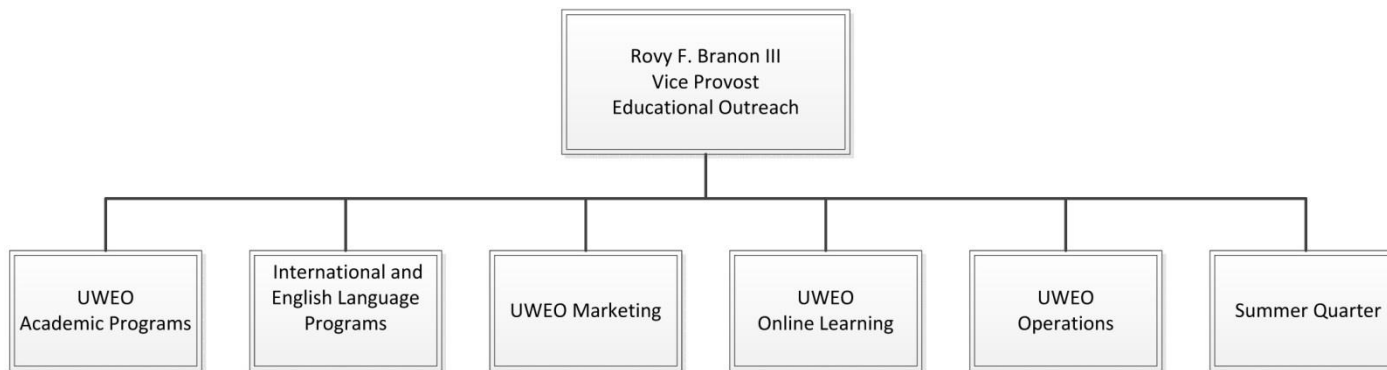 Rovy F. Branon III
Vice Provost
Educational Outreach
UWEO
Academic Programs
International and
English Language
Programs
UWEO Marketing
UWEO
Online Learning
UWEO
Operations
Summer Quarter